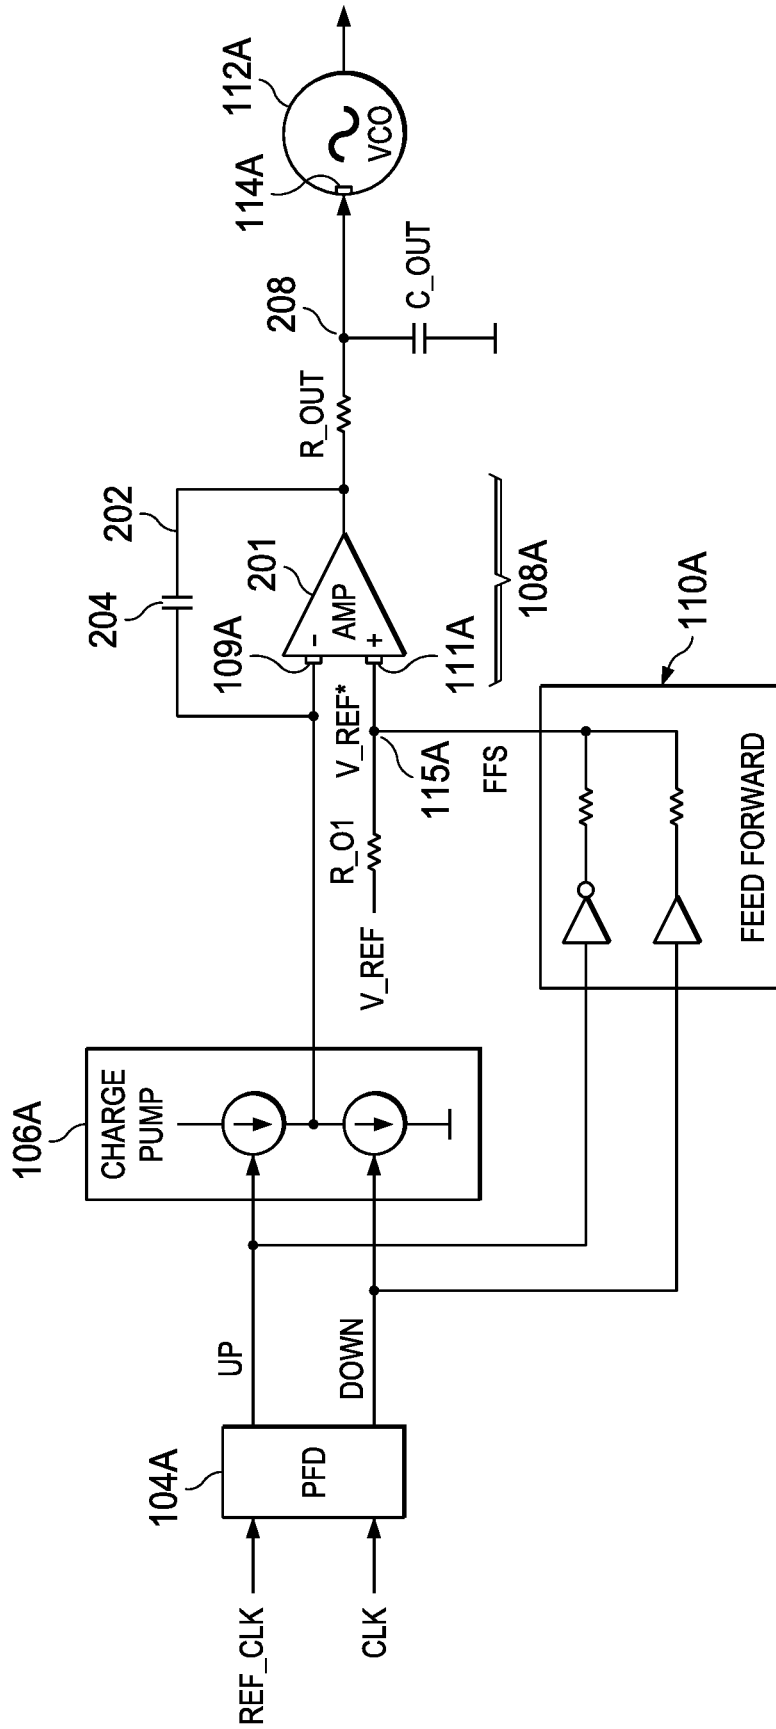 REF_CLK
CLK
104A
PFD
UP
DOWN
106A
CHARGE
PUMP
V_REF
R_O1
V_REF*
115A
FFS
109A
111A
-
+
AMP
201
204
202
108A
R_OUT
208
C_OUT
114A
112A
VCO
110A
FEED FORWARD